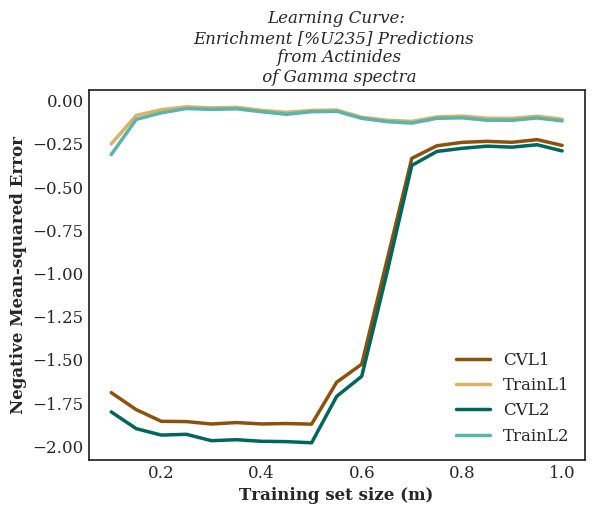 Learning Curve:
Enrichment [%U235] Predictions
from Actinides
of Gamma spectra
Negative Mean-squared Error
0.00
−0.25
−0.50
−0.75
−1.00
−1.25
−1.50
−1.75
−2.00
CVL1
TrainL1
CVL2
TrainL2
0.2 0.4 0.6 0.8 1.0
Training set size (m)